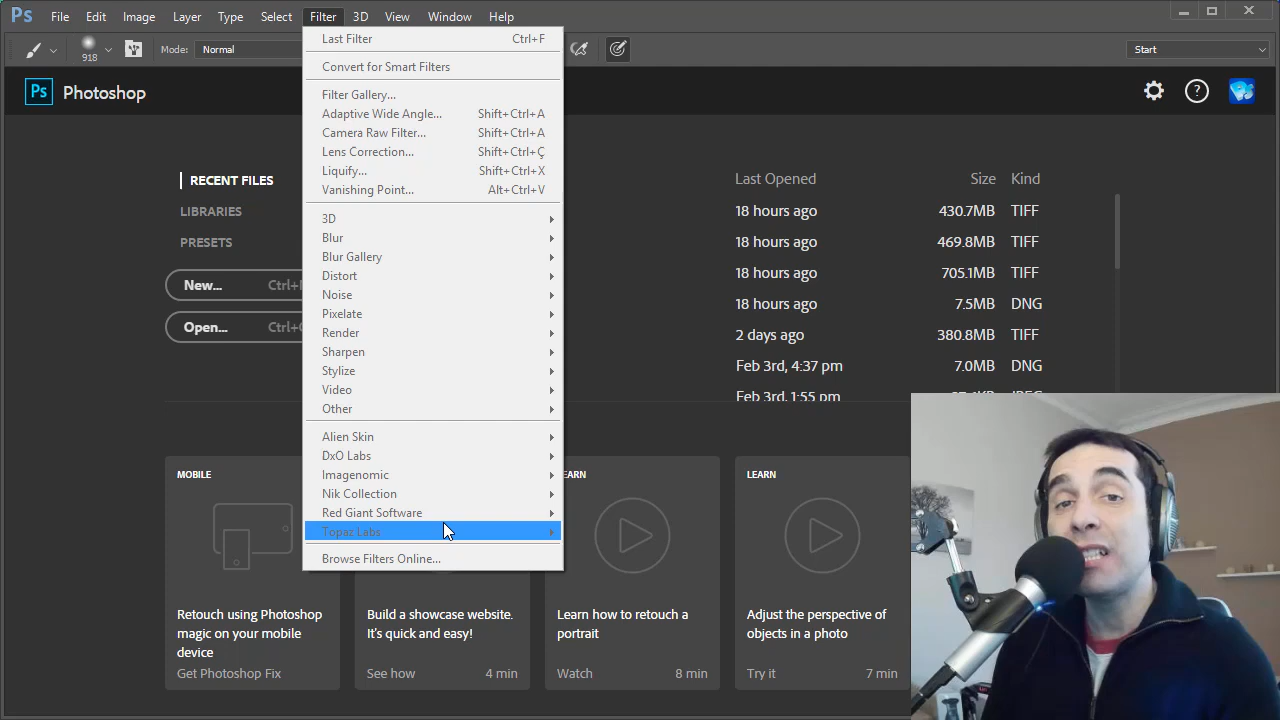 Ps File Edit Image Layer Type Select Filter 3D View Window Help
918 Mode: Normal Start
Ps Photoshop ?
Last Filter Ctrl+F
Convert for Smart Filters
Filter Gallery...
Adaptive Wide Angle... Shift+Ctrl+A
Camera Raw Filter... Shift+Ctrl+A
Lens Correction... Shift+Ctrl+Ç
Liquify... Shift+Ctrl+X
Vanishing Point... Alt+Ctrl+V
3D
Blur
Blur Gallery
Distort
Noise
Pixelate
Render
Sharpen
Stylize
Video
Other
Alien Skin
DxO Labs
Imagenomic
Nik Collection
Red Giant Software
Topaz Labs
Browse Filters Online...
RECENT FILES
LIBRARIES
PRESETS
New...
Open...
Last Opened Size Kind
18 hours ago 430.7MB TIFF
18 hours ago 469.8MB TIFF
18 hours ago 705.1MB TIFF
18 hours ago 7.5MB DNG
2 days ago 380.8MB TIFF
Feb 3rd, 4:37 pm 7.0MB DNG
Feb 3rd, 1:55 pm
MOBILE
Retouch using Photoshop
magic on your mobile
device
Get Photoshop Fix
Build a showcase website.
It's quick and easy!
See how 4 min
Learn how to retouch a
portrait
Watch 8 min
LEARN
Adjust the perspective of
objects in a photo
Try it 7 min